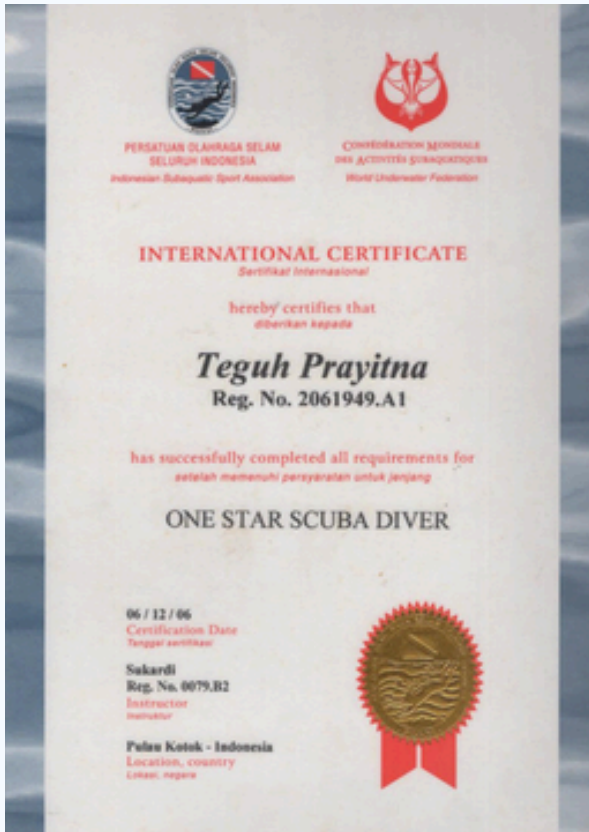 PERSATUAN OLAHRAGA SELAM
SELURUH INDONESIA
Indonesian Subaquatic Sport Association
CONFÉDÉRATION MONDIALE
DES ACTIVITÉS SUBAQUATIQUES
World Underwater Federation
INTERNATIONAL CERTIFICATE
Sertifikat Internasional
hereby certifies that
diberikan kepada
Teguh Prayitna
Reg. No. 2061949.A1
has successfully completed all requirements for
setelah memenuhi persyaratan untuk jenjang
ONE STAR SCUBA DIVER
06 / 12 / 06
Certification Date
Tanggal sertifikasi
Sukardi
Reg. No. 0079.B2
Instructor
Instruktur
Pulau Kotok - Indonesia
Location, country
Lokasi, negara